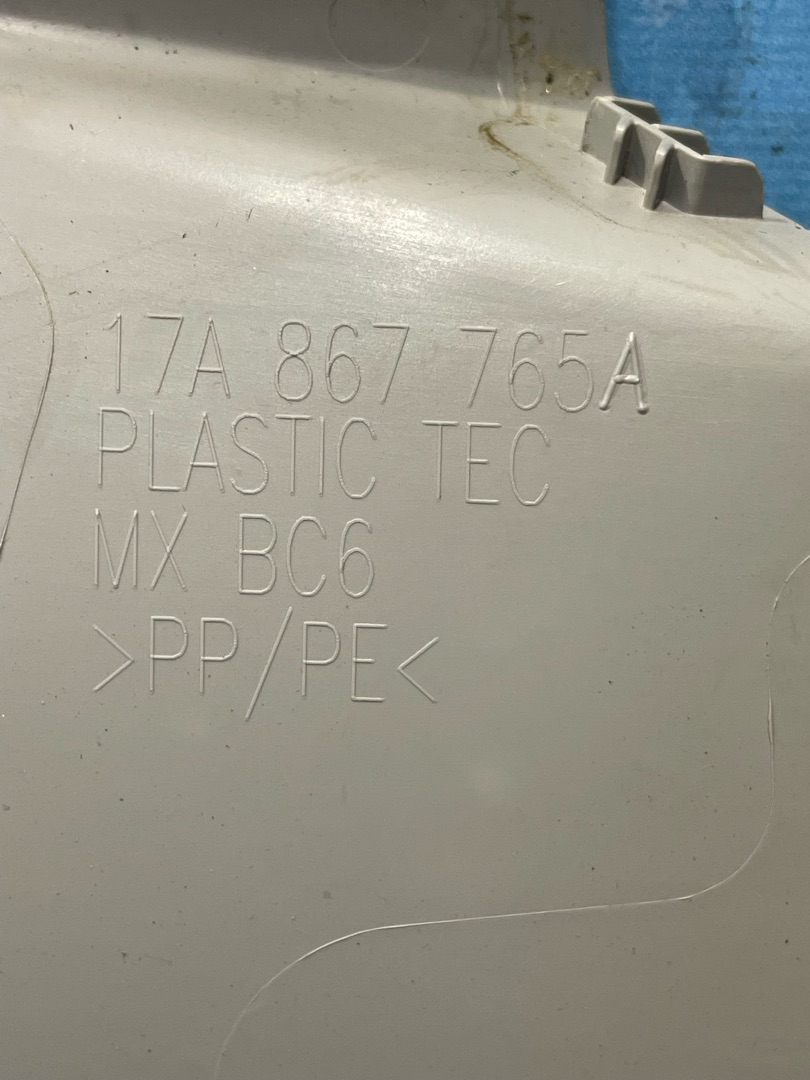 17A 867 765A
PLASTIC TEC
MX BC6
>PP/PE<